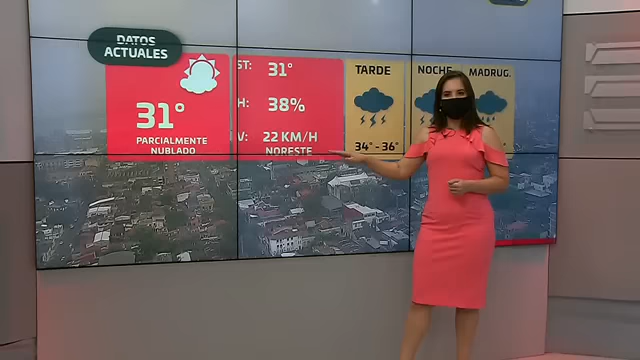 DATOS
ACTUALES
31°
PARCIALMENTE
NUBLADO
ST: 31°
H: 38%
V: 22 KM/H
NORESTE
TARDE
34° - 36°
NOCHE
MADRUG.